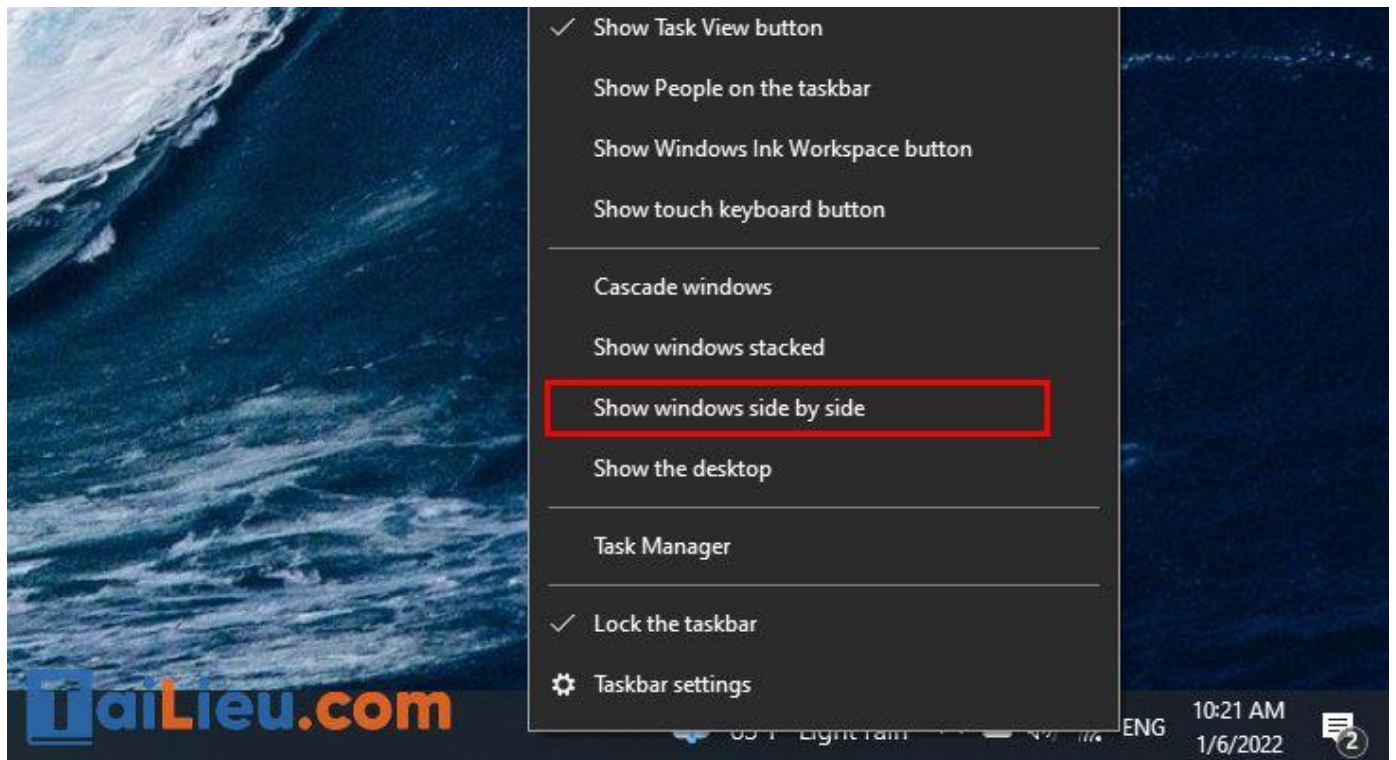 Show Task View button
Show People on the taskbar
Show Windows Ink Workspace button
Show touch keyboard button
Cascade windows
Show windows stacked
Show windows side by side
Show the desktop
Task Manager
Lock the taskbar
Taskbar settings
TaiLieu.com
Light rain
ENG
10:21 AM
1/6/2022
2